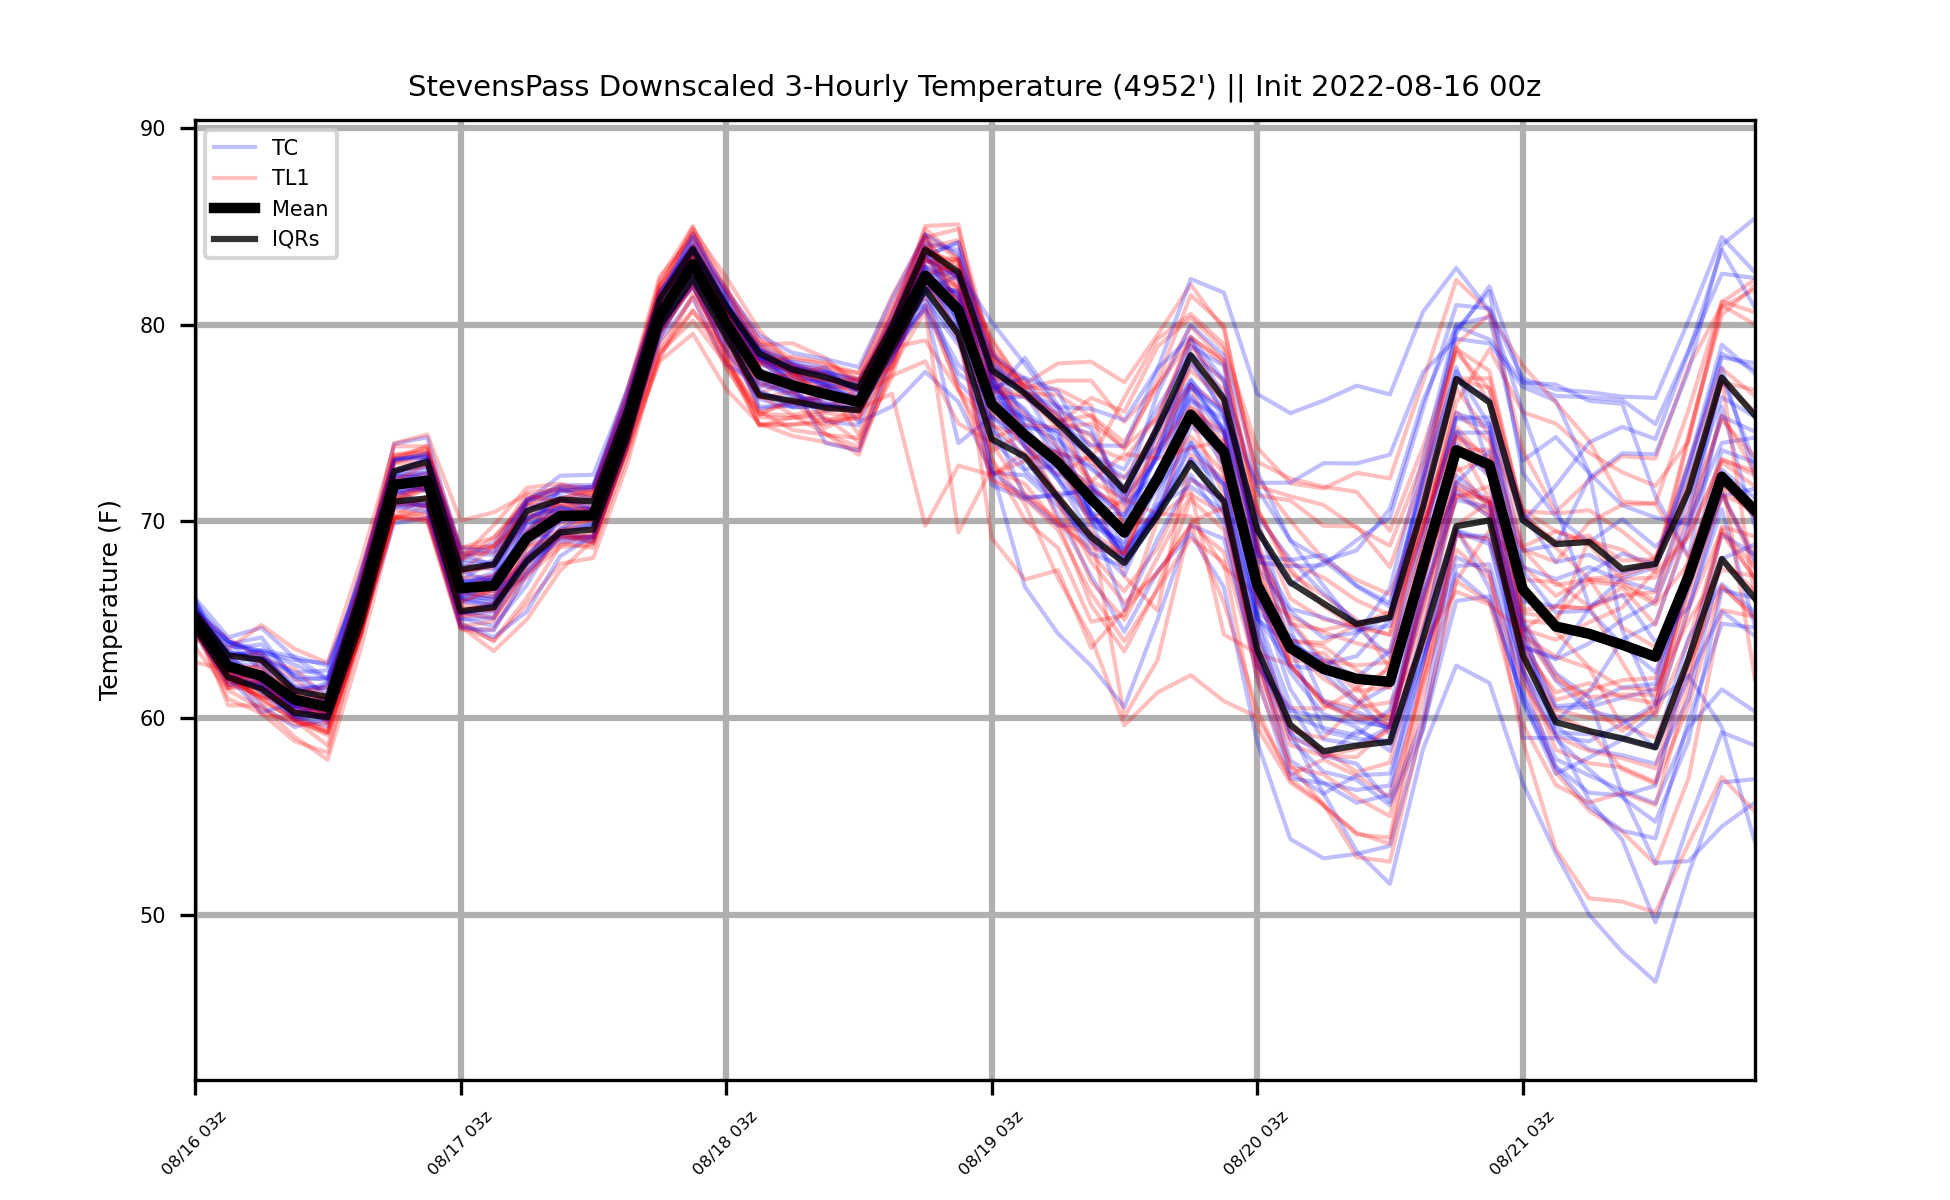 StevensPass Downscaled 3-Hourly Temperature (4952') || Init 2022-08-16 00z
TC
TL1
Mean
IQRs
Temperature (F)
90
80
70
60
50
08/16 03z
08/17 03z
08/18 03z
08/19 03z
08/20 03z
08/21 03z